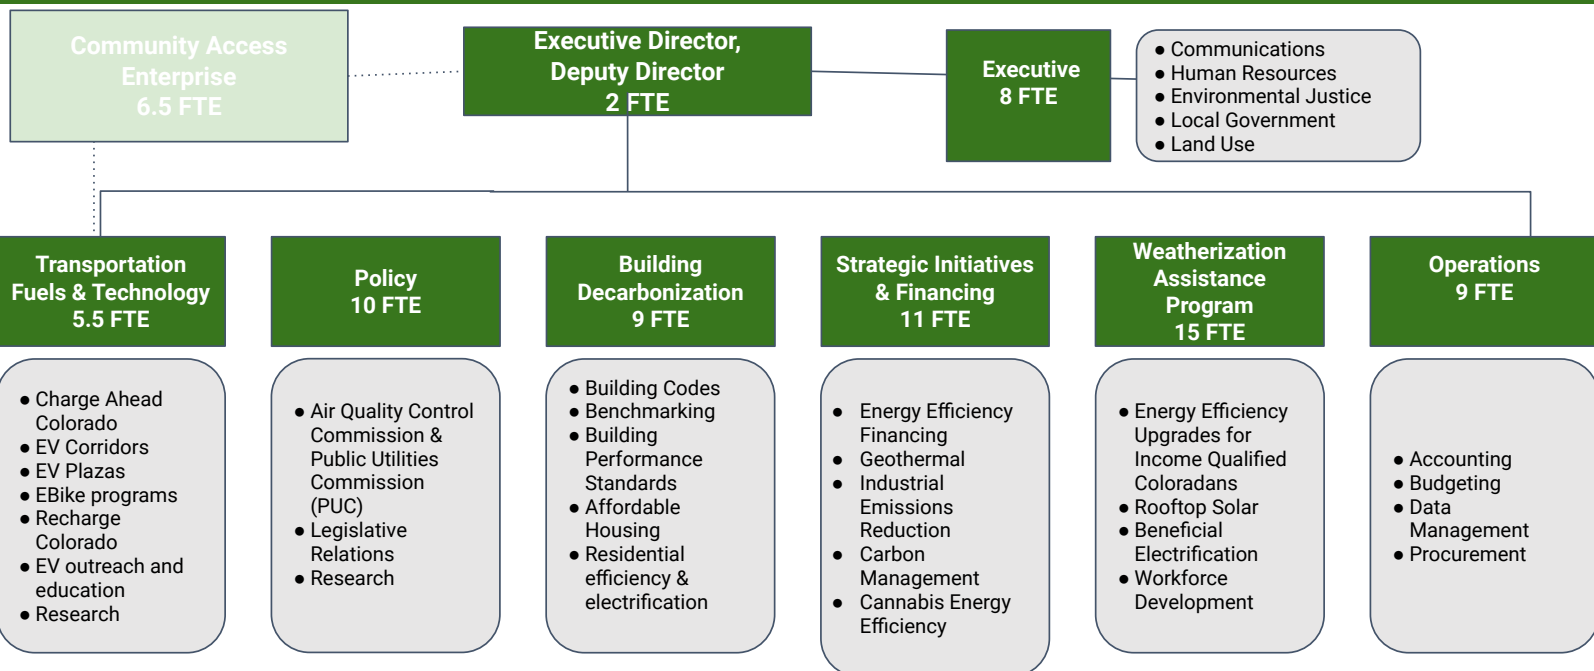 Community Access
Enterprise
6.5 FTE
Executive Director,
Deputy Director
2 FTE
Executive
8 FTE
● Communications
● Human Resources
● Environmental Justice
● Local Government
● Land Use
Transportation
Fuels & Technology
5.5 FTE
● Charge Ahead
Colorado
● EV Corridors
● EV Plazas
● EBike programs
● Recharge
Colorado
● EV outreach and
education
● Research
Policy
10 FTE
● Air Quality Control
Commission &
Public Utilities
Commission
(PUC)
● Legislative
Relations
● Research
Building
Decarbonization
9 FTE
● Building Codes
● Benchmarking
● Building
Performance
Standards
● Affordable
Housing
● Residential
efficiency &
electrification
Strategic Initiatives
& Financing
11 FTE
● Energy Efficiency
Financing
● Geothermal
● Industrial
Emissions
Reduction
● Carbon
Management
● Cannabis Energy
Efficiency
Weatherization
Assistance
Program
15 FTE
● Energy Efficiency
Upgrades for
Income Qualified
Coloradans
● Rooftop Solar
● Beneficial
Electrification
● Workforce
Development
Operations
9 FTE
● Accounting
● Budgeting
● Data
Management
● Procurement